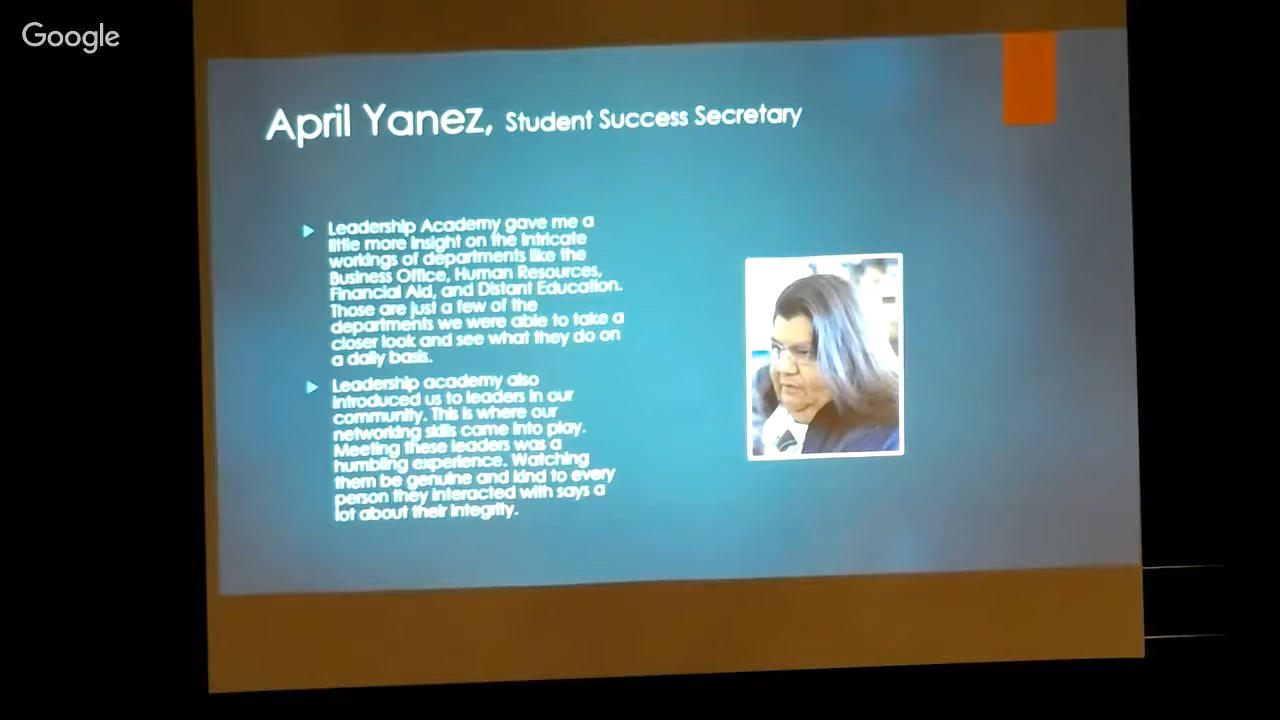 Google
April Yanez, Student Success Secretary
Leadership Academy gave me a
little more insight on the intricate
workings of departments like the
Business Office, Human Resources,
Financial Aid, and Distant Education.
Those are just a few of the
departments we were able to take a
closer look and see what they do on
a daily basis.
Leadership academy also
introduced us to leaders in our
community. This is where our
networking skills came into play.
Meeting these leaders was a
humbling experience. Watching
them be genuine and kind to every
person they interacted with says a
lot about their integrity.